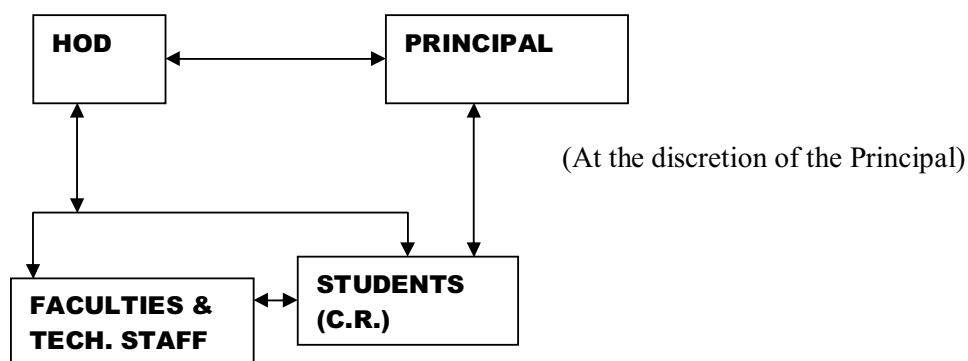 HOD
PRINCIPAL
(At the discretion of the Principal)
STUDENTS
(C.R.)
FACULTIES &
TECH. STAFF